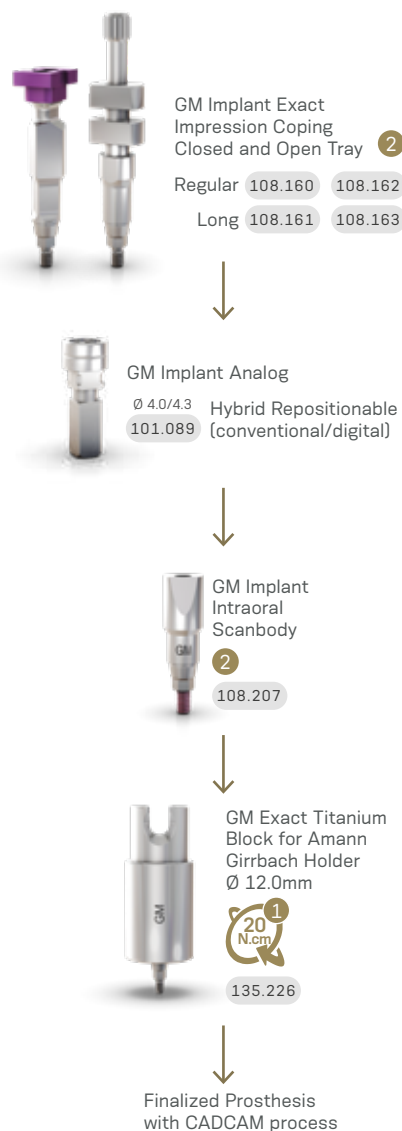 GM Implant Exact
Impression Coping
Closed and Open Tray 2
Regular 108.160 108.162
Long 108.161 108.163
GM Implant Analog
Ø 4.0/4.3
101.089
Hybrid Repositionable
(conventional/digital)
GM Implant
Intraoral
Scanbody
GM
2
108.207
GM Exact Titanium
Block for Amann
Girrbach Holder
Ø 12.0mm
GM
1
20
N.cm
135.226
Finalized Prosthesis
with CADCAM process